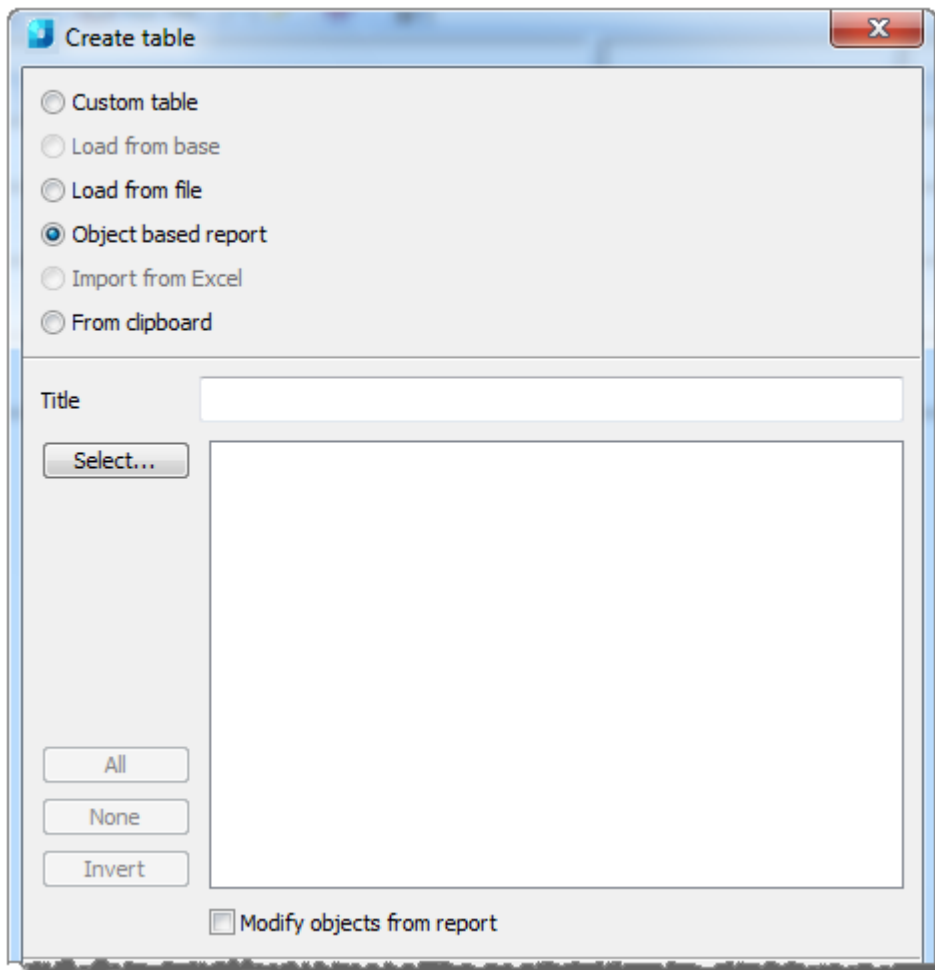 Create table
Custom table
Load from base
Load from file
Object based report
Import from Excel
From clipboard
Title
Select...
All
None
Invert
Modify objects from report